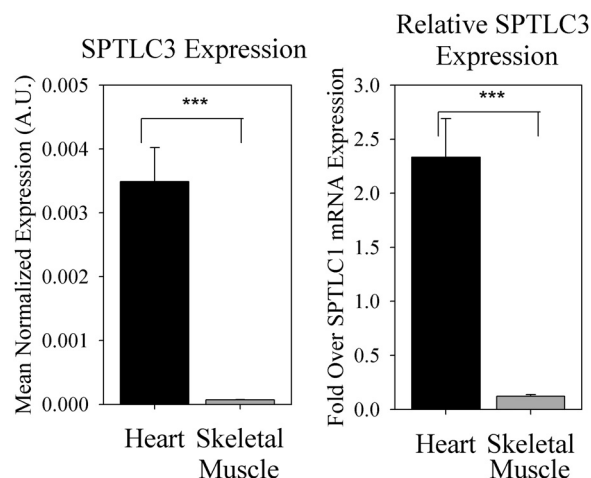 SPTLC3 Expression
Mean Normalized Expression (A.U.)
0.005
0.004
0.003
0.002
0.001
0.000
***
Heart
Skeletal
Muscle
Relative SPTLC3
Expression
Fold Over SPTLC1 mRNA Expression
3.0
2.5
2.0
1.5
1.0
0.5
0.0
***
Heart
Skeletal
Muscle